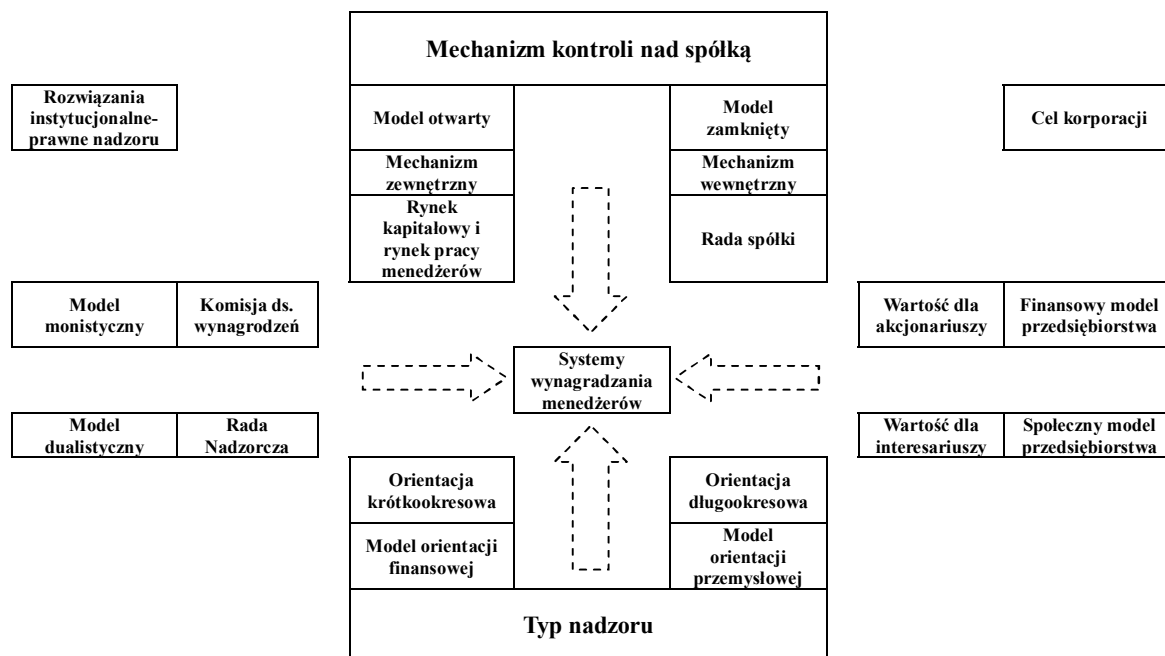 Mechanizm kontroli nad spółką
Rozwiązania
instytucjonalne-
prawne nadzoru
Model otwarty
Model
zamknięty
Cel korporacji
Mechanizm
zewnętrzny
Mechanizm
wewnętrzny
Rynek
kapitałowy i
rynek pracy
menedżerów
Rada spółki
Model
monistyczny
Komisja ds.
wynagrodzeń
Wartość dla
akcjonariuszy
Finansowy model
przedsiębiorstwa
Systemy
wynagradzania
menedżerów
Model
dualistyczny
Rada
Nadzorcza
Wartość dla
interesariuszy
Społeczny model
przedsiębiorstwa
Orientacja
krótkookresowa
Orientacja
długookresowa
Model orientacji
finansowej
Model
orientacji
przemysłowej
Typ nadzoru